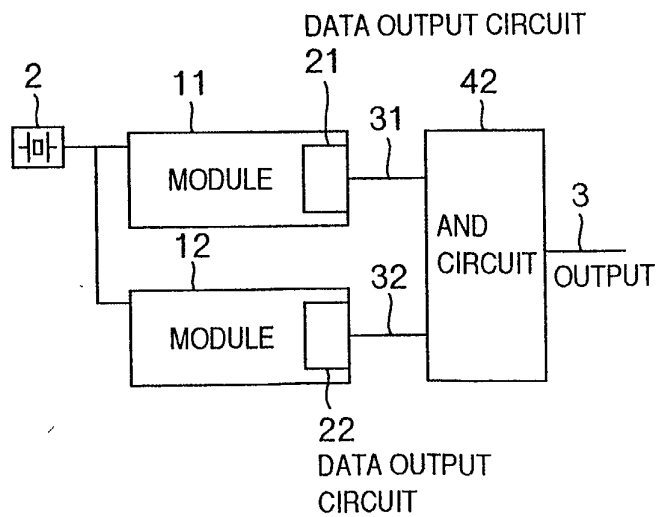 DATA OUTPUT CIRCUIT
2
11
21
42
31
MODULE
3
AND
CIRCUIT
OUTPUT
12
32
MODULE
22
DATA OUTPUT
CIRCUIT